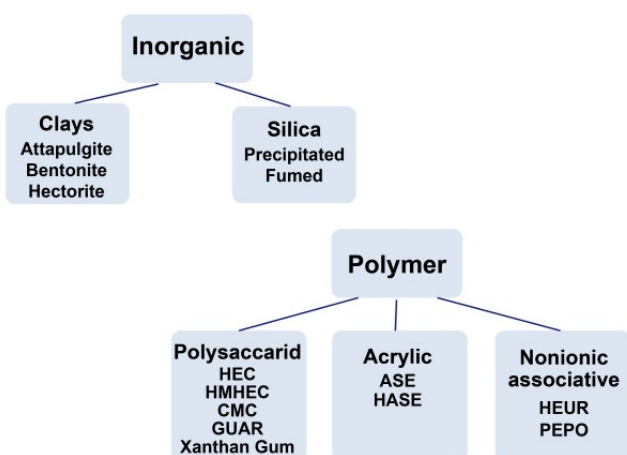 Inorganic
Clays
Attapulgite
Bentonite
Hectorite
Silica
Precipitated
Fumed
Polymer
Polysaccarid
HEC
HMHEC
CMC
GUAR
Xanthan Gum
Acrylic
ASE
HASE
Nonionic
associative
HEUR
PEPO